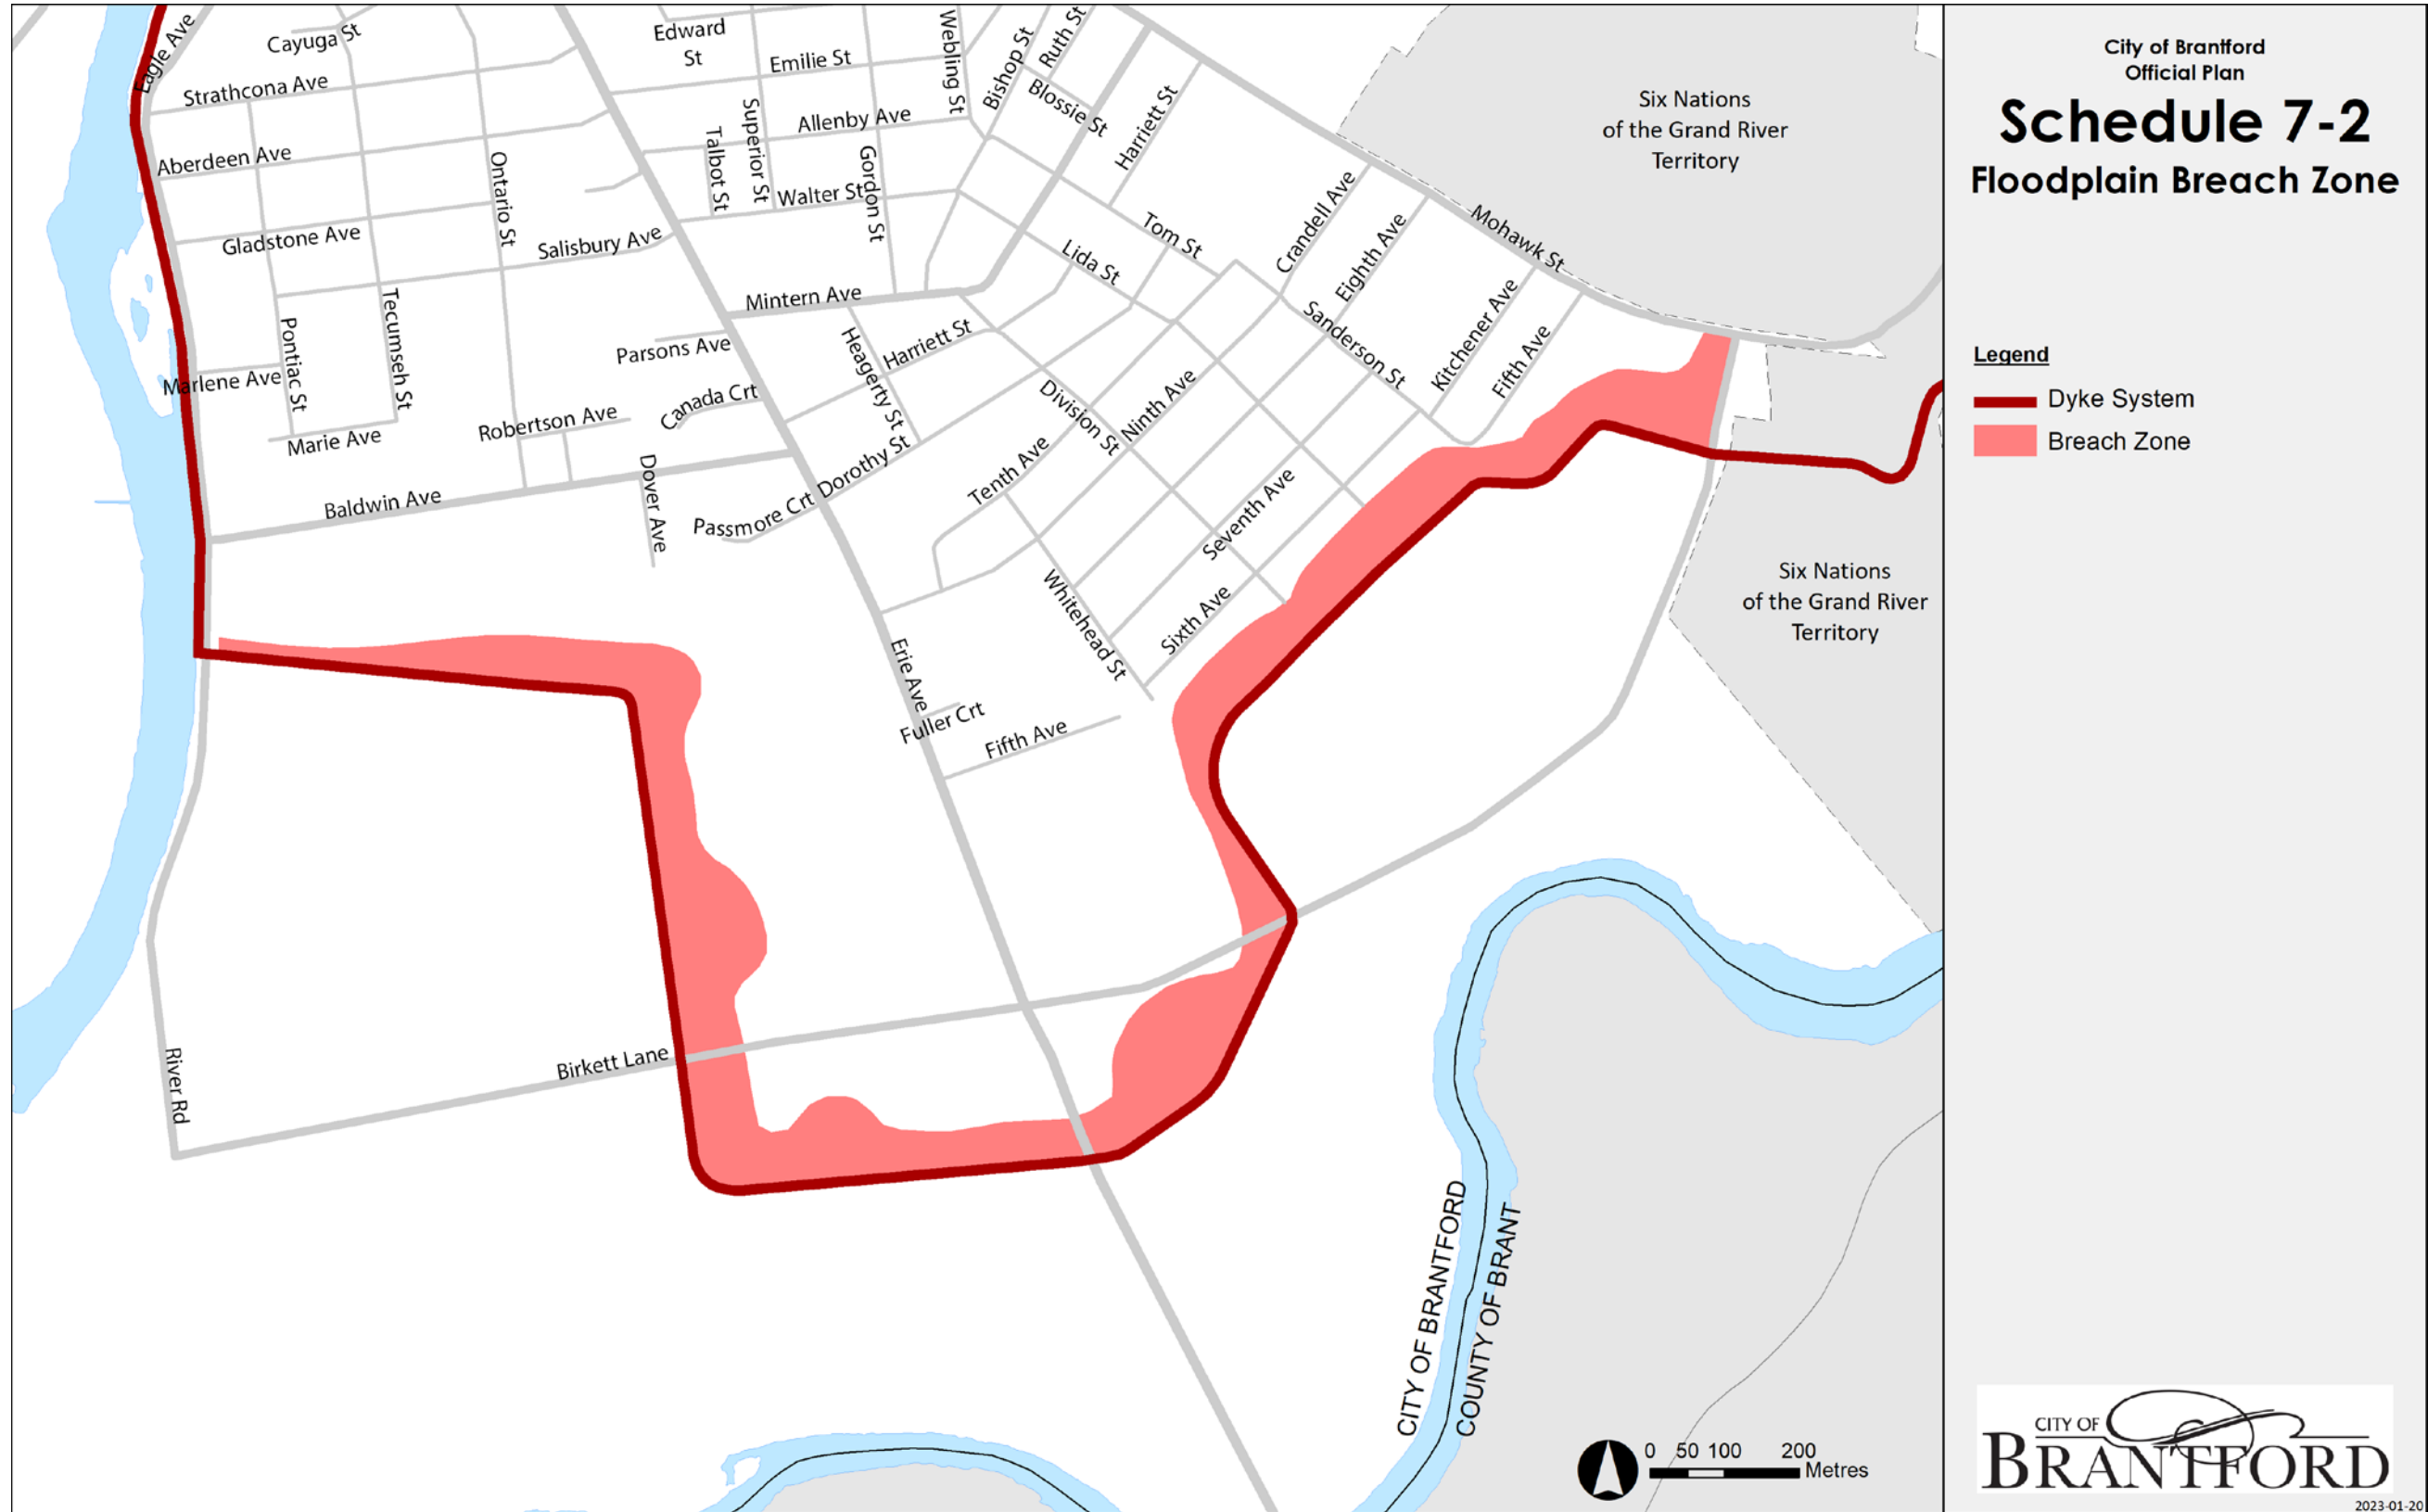 City of Brantford
Official Plan
Schedule 7-2
Floodplain Breach Zone
Legend
Dyke System
Breach Zone
Eagle Ave
Cayuga St
Strathcona Ave
Aberdeen Ave
Gladstone Ave
Ontario St
Salisbury Ave
Edward
St
Emilie St
Webling St
Bishop St
Ruth St
Blossie St
Allenby Ave
Superior St
Talbot St
Gordon St
Walter St
Harriett St
Tom St
Lida St
Crandell Ave
Eighth Ave
Mohawk St
Six Nations
of the Grand River
Territory
Mintern Ave
Parsons Ave
Heagerty St
Harriett St
Sanderson St
Kitchener Ave
Fifth Ave
Tecumseh St
Pontiac St
Marlene Ave
Marie Ave
Robertson Ave
Canada Crt
Dorothy St
Division St
Ninth Ave
Tenth Ave
Baldwin Ave
Dover Ave
Passmore Crt
Seventh Ave
Sixth Ave
Whitehead St
Six Nations
of the Grand River
Territory
Erie Ave
Fuller Crt
Fifth Ave
River Rd
Birkett Lane
CITY OF BRANTFORD
COUNTY OF BRANT
0 50 100 200
Metres
CITY OF
BRANTFORD
2023-01-20